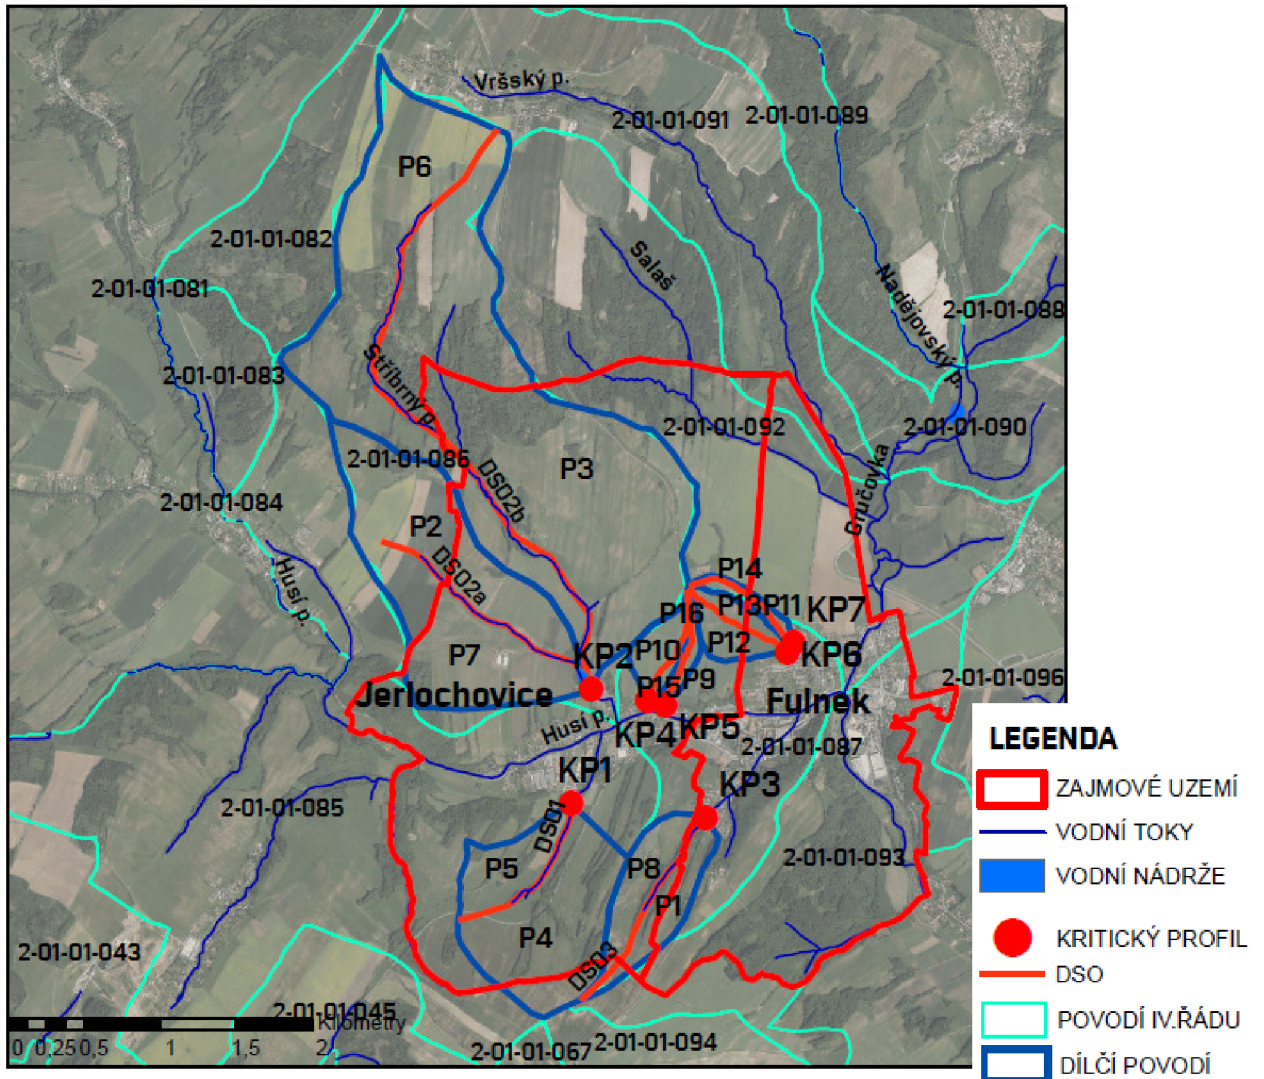 Vršský p.
2-01-01-091
2-01-01-089
P6
2-01-01-082
Salaš
2-01-01-081
Nadějovský p.
2-01-01-088
Stříbrný p.
2-01-01-083
2-01-01-092
2-01-01-090
2-01-01-086
P3
DSO2b
Gručovka
2-01-01-084
P2
DSO2a
Husí p.
P14
P16
P13
P11
KP7
P10
P12
KP6
P7
KP2
P15
P9
2-01-01-096
Jerlochovice
Fulnek
Husí p.
KP4
KP5
2-01-01-087
KP1
KP3
2-01-01-085
DSO1
2-01-01-093
P5
P8
P1
P4
2-01-01-043
DSO3
2-01-01-045
Kilometry
0 0,25 0,5 1 1,5 2
2-01-01-067
2-01-01-094
LEGENDA
ZAJMOVÉ UZEMÍ
VODNÍ TOKY
VODNÍ NÁDRŽE
KRITICKÝ PROFIL
DSO
POVODÍ IV.ŘÁDU
DÍLČÍ POVODÍ